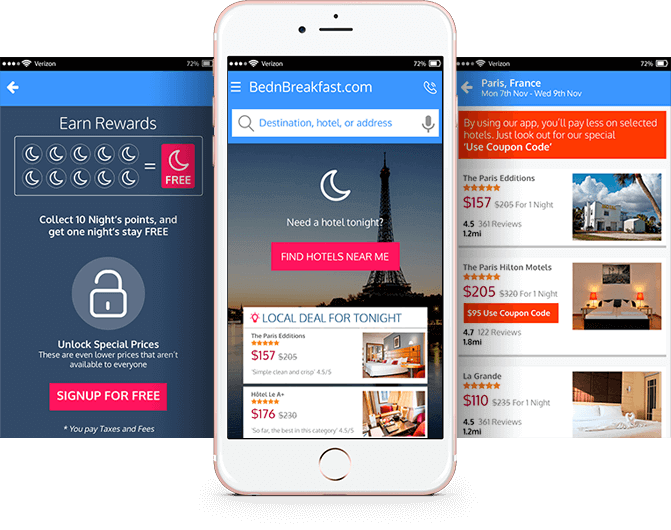 Verizon 72%
Earn Rewards
= FREE
Collect 10 Night's points, and
get one night's stay FREE
Unlock Special Prices
These are even lower prices that aren't
available to everyone
SIGNUP FOR FREE
* You pay Taxes and Fees
Verizon 72%
BednBreakfast.com
Destination, hotel, or address
Need a hotel tonight?
FIND HOTELS NEAR ME
LOCAL DEAL FOR TONIGHT
The Paris Edditions
$157 $205
'Simple clean and crisp' 4.5/5
Hôtel Le A+
$176 $230
'So far, the best in this category' 4.5/5
Verizon 72%
Paris, France
Mon 7th Nov - Wed 9th Nov
By using our app, you'll pay less on selected
hotels. Just look out for our special
'Use Coupon Code'
The Paris Edditions
$157 $205 For 1 Night
4.5 361 Reviews
1.2mi
The Paris Hilton Motels
$205 $320 For 1 Night
$95 Use Coupon Code
4.7 122 Reviews
1.8mi
La Grande
$110 $235 For 1 Night
4.5 361 Reviews
1.2mi